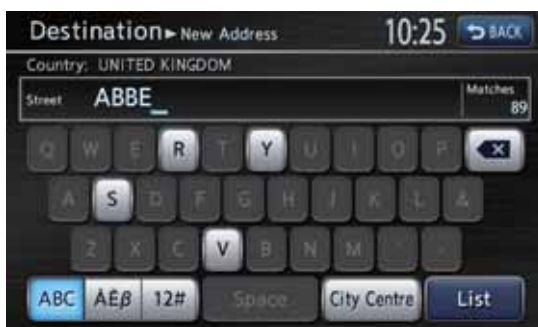 Destination ▸ New Address 10:25 BACK
Country: UNITED KINGDOM
Street ABBE_ Matches 89
Q W E R T Y U I O P
A S D F G H J K L &
Z X C V B N M ' -
ABC ÀÊβ 12# Space City Centre List